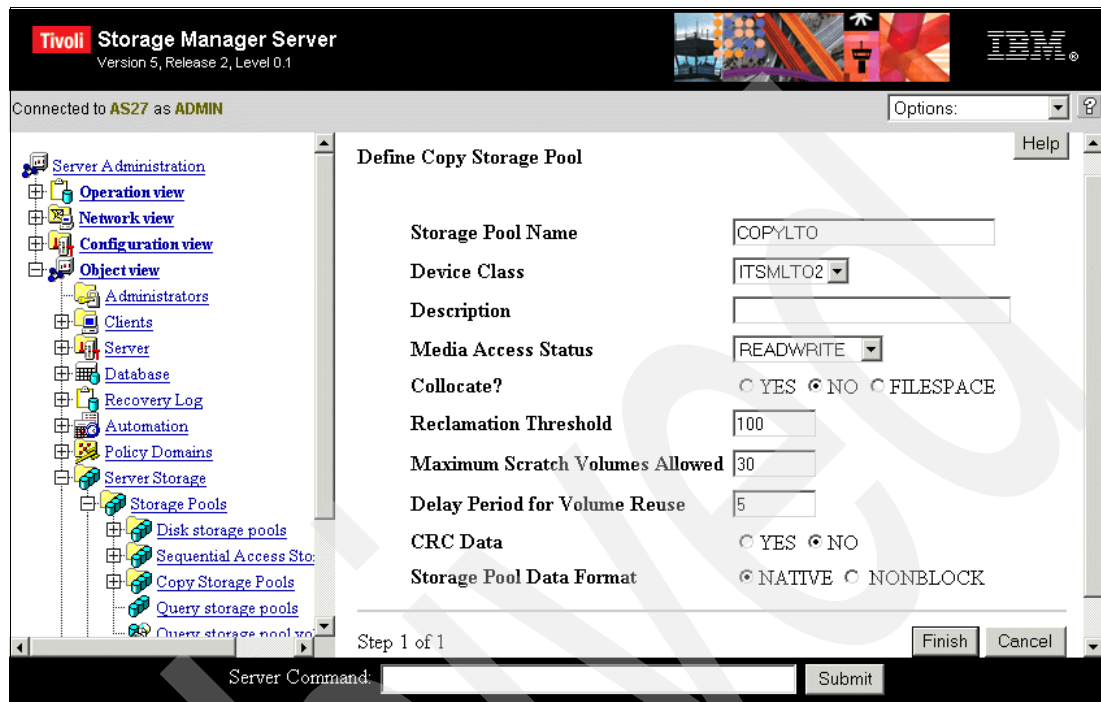 Tivoli Storage Manager Server
Version 5, Release 2, Level 0.1
IBM®
Connected to AS27 as ADMIN
Options:
?
Help
Server Administration
Operation view
Network view
Configuration view
Object view
Administrators
Clients
Server
Database
Recovery Log
Automation
Policy Domains
Server Storage
Storage Pools
Disk storage pools
Sequential Access Sto
Copy Storage Pools
Query storage pools
Query storage pool vo
Define Copy Storage Pool
Storage Pool Name COPYLTO
Device Class ITSMLTO2
Description
Media Access Status READWRITE
Collocate? YES NO FILESPACE
Reclamation Threshold 100
Maximum Scratch Volumes Allowed 30
Delay Period for Volume Reuse 5
CRC Data YES NO
Storage Pool Data Format NATIVE NONBLOCK
Step 1 of 1 Finish Cancel
Server Command: Submit